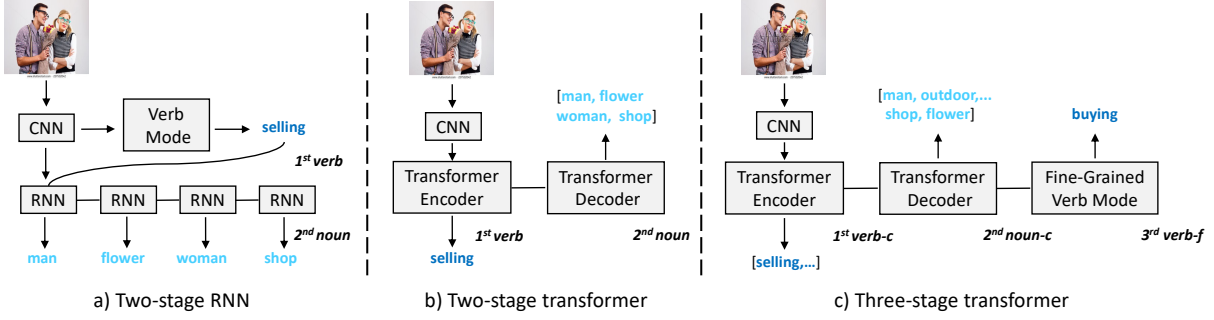 CNN
Verb
Mode
selling
1st verb
RNN RNN RNN RNN
2nd noun
man flower woman shop
a) Two-stage RNN
[man, flower
woman, shop]
CNN
Transformer
Encoder
Transformer
Decoder
1st verb
2nd noun
selling
b) Two-stage transformer
[man, outdoor,...
shop, flower]
buying
CNN
Transformer
Encoder
Transformer
Decoder
Fine-Grained
Verb Mode
1st verb-c
2nd noun-c
3rd verb-f
[selling,...]
c) Three-stage transformer